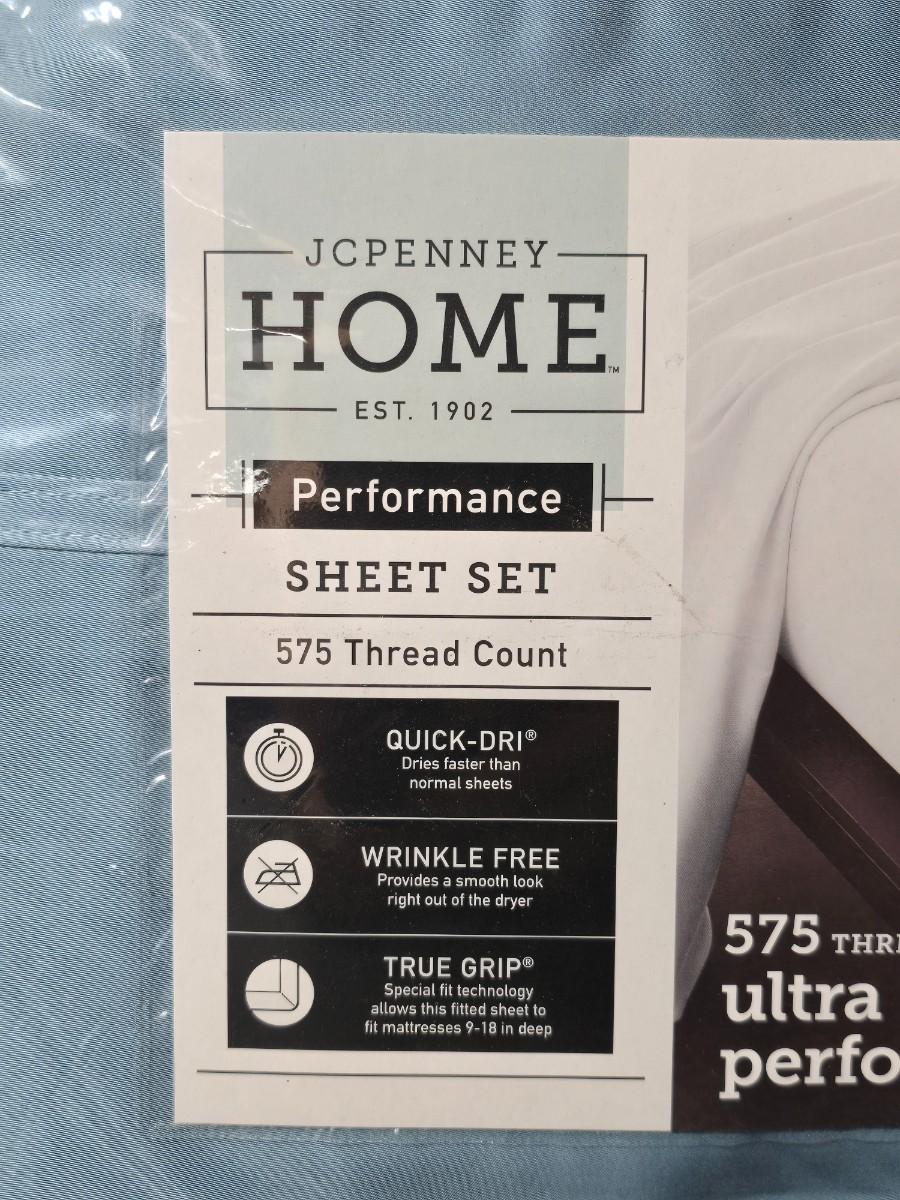 JCPENNEY
HOME™
EST. 1902
Performance
SHEET SET
575 Thread Count
QUICK-DRI®
Dries faster than
normal sheets
WRINKLE FREE
Provides a smooth look
right out of the dryer
TRUE GRIP®
Special fit technology
allows this fitted sheet to
fit mattresses 9-18 in deep
575
ultra